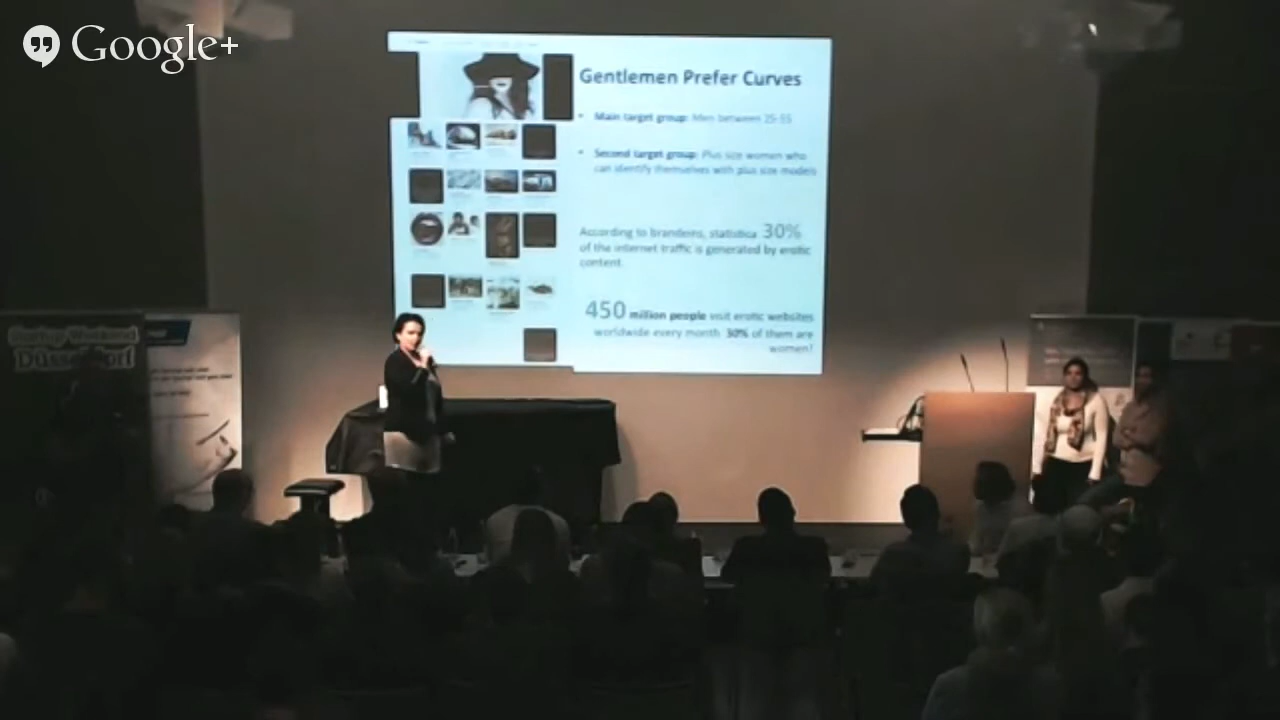 Google+
Gentlemen Prefer Curves
• Main target group: Men between 25-55
• Second target group: Plus size women who
can identify themselves with plus size models
According to brandeins, statistica 30%
of the internet traffic is generated by erotic
content.
450 million people visit erotic websites
worldwide every month. 30% of them are
women!
Startup Weekend
Düsseldorf